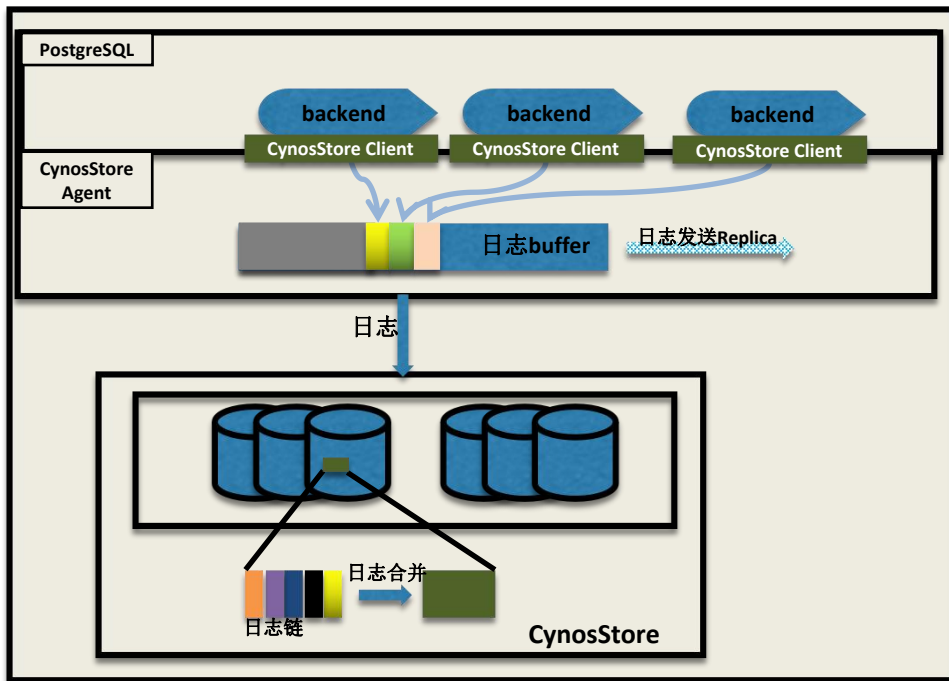 PostgreSQL
backend
backend
backend
CynosStore Client
CynosStore Client
CynosStore Client
CynosStore
Agent
日志buffer
日志发送Replica
日志
日志合并
日志链
CynosStore